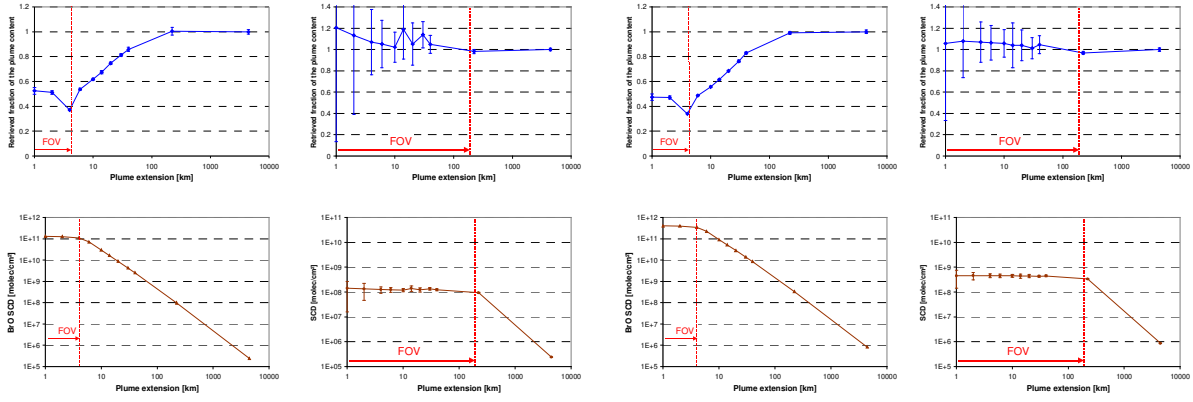 Retrieved fraction of the plume content
1.4
1.2
1
0.8
0.6
0.4
0.2
0
FOV
1 10 100 1000 10000
Plume extension [km]
Retrieved fraction of the plume content
1.4
1.2
1
0.8
0.6
0.4
0.2
0
FOV
1 10 100 1000 10000
Plume extension [km]
Retrieved fraction of the plume content
1.4
1.2
1
0.8
0.6
0.4
0.2
0
FOV
1 10 100 1000 10000
Plume extension [km]
Retrieved fraction of the plume content
1.4
1.2
1
0.8
0.6
0.4
0.2
0
FOV
1 10 100 1000 10000
Plume extension [km]
BrO SCD [molec/cm²]
1E+12
1E+11
1E+10
1E+9
1E+8
1E+7
1E+6
1E+5
FOV
1 10 100 1000 10000
Plume extension [km]
SCD [molec/cm²]
1E+11
1E+10
1E+09
1E+08
1E+07
1E+06
1E+05
FOV
1 10 100 1000 10000
Plume extension [km]
BrO SCD [molec/cm²]
1E+12
1E+11
1E+10
1E+9
1E+8
1E+7
1E+6
1E+5
FOV
1 10 100 1000 10000
Plume extension [km]
SCD [molec/cm²]
1E+11
1E+10
1E+9
1E+8
1E+7
1E+6
1E+5
FOV
1 10 100 1000 10000
Plume extension [km]